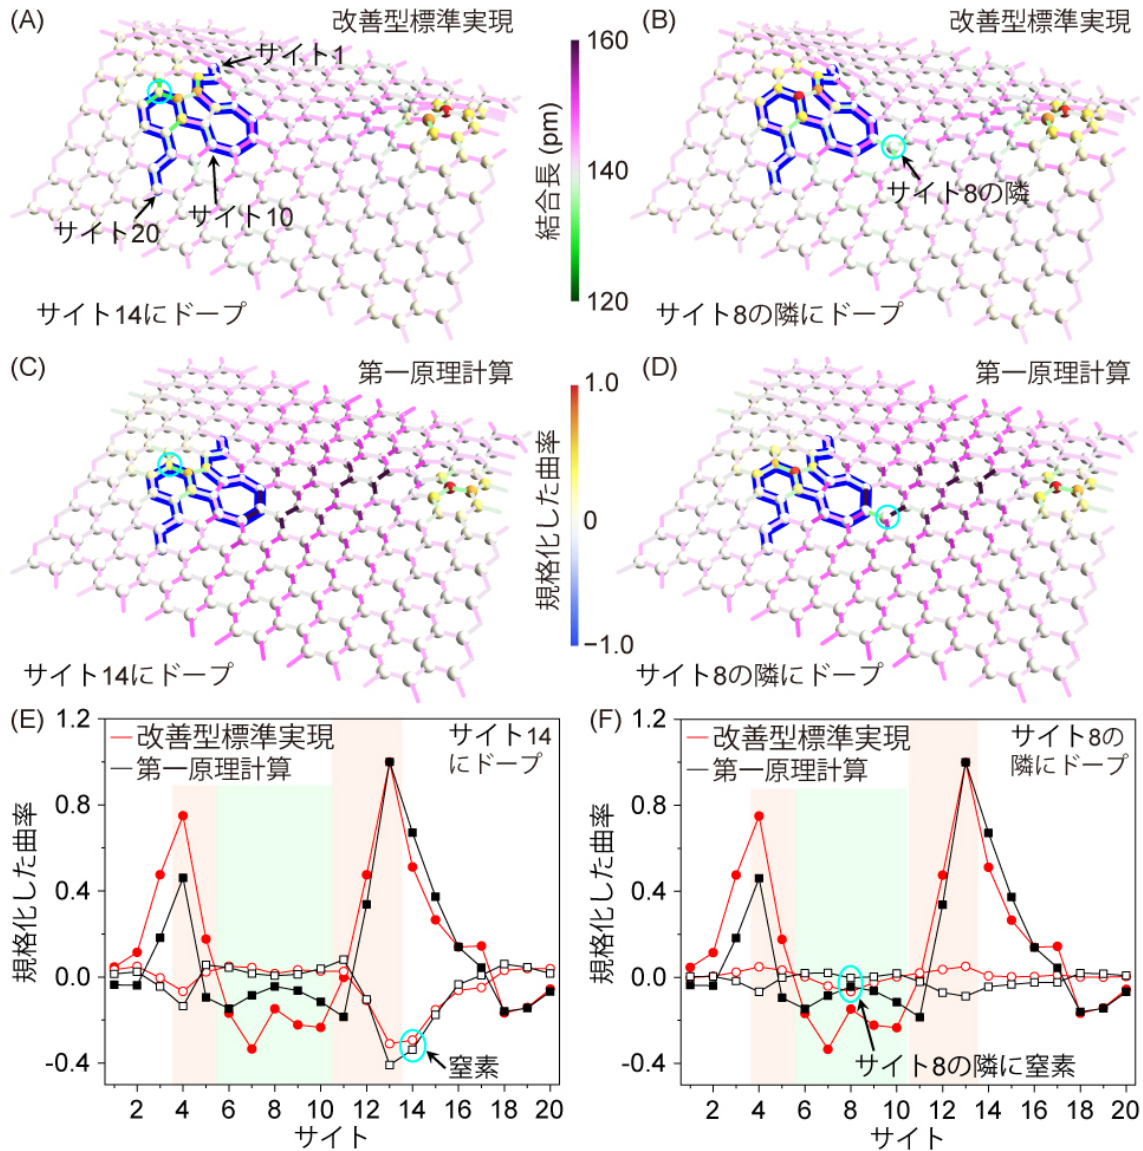 (A)
改善型標準実現
サイト1
サイト10
サイト20
サイト14にドープ
160
140
120
結合長 (pm)
(B)
改善型標準実現
サイト8の隣
サイト8の隣にドープ
(C)
第一原理計算
サイト14にドープ
1.0
0
−1.0
規格化した曲率
(D)
第一原理計算
サイト8の隣にドープ
(E)
1.2
0.8
0.4
0.0
-0.4
規格化した曲率
改善型標準実現
第一原理計算
サイト14
にドープ
窒素
2 4 6 8 10 12 14 16 18 20
サイト
(F)
1.2
0.8
0.4
0.0
-0.4
規格化した曲率
改善型標準実現
第一原理計算
サイト8の
隣にドープ
サイト8の隣に窒素
2 4 6 8 10 12 14 16 18 20
サイト